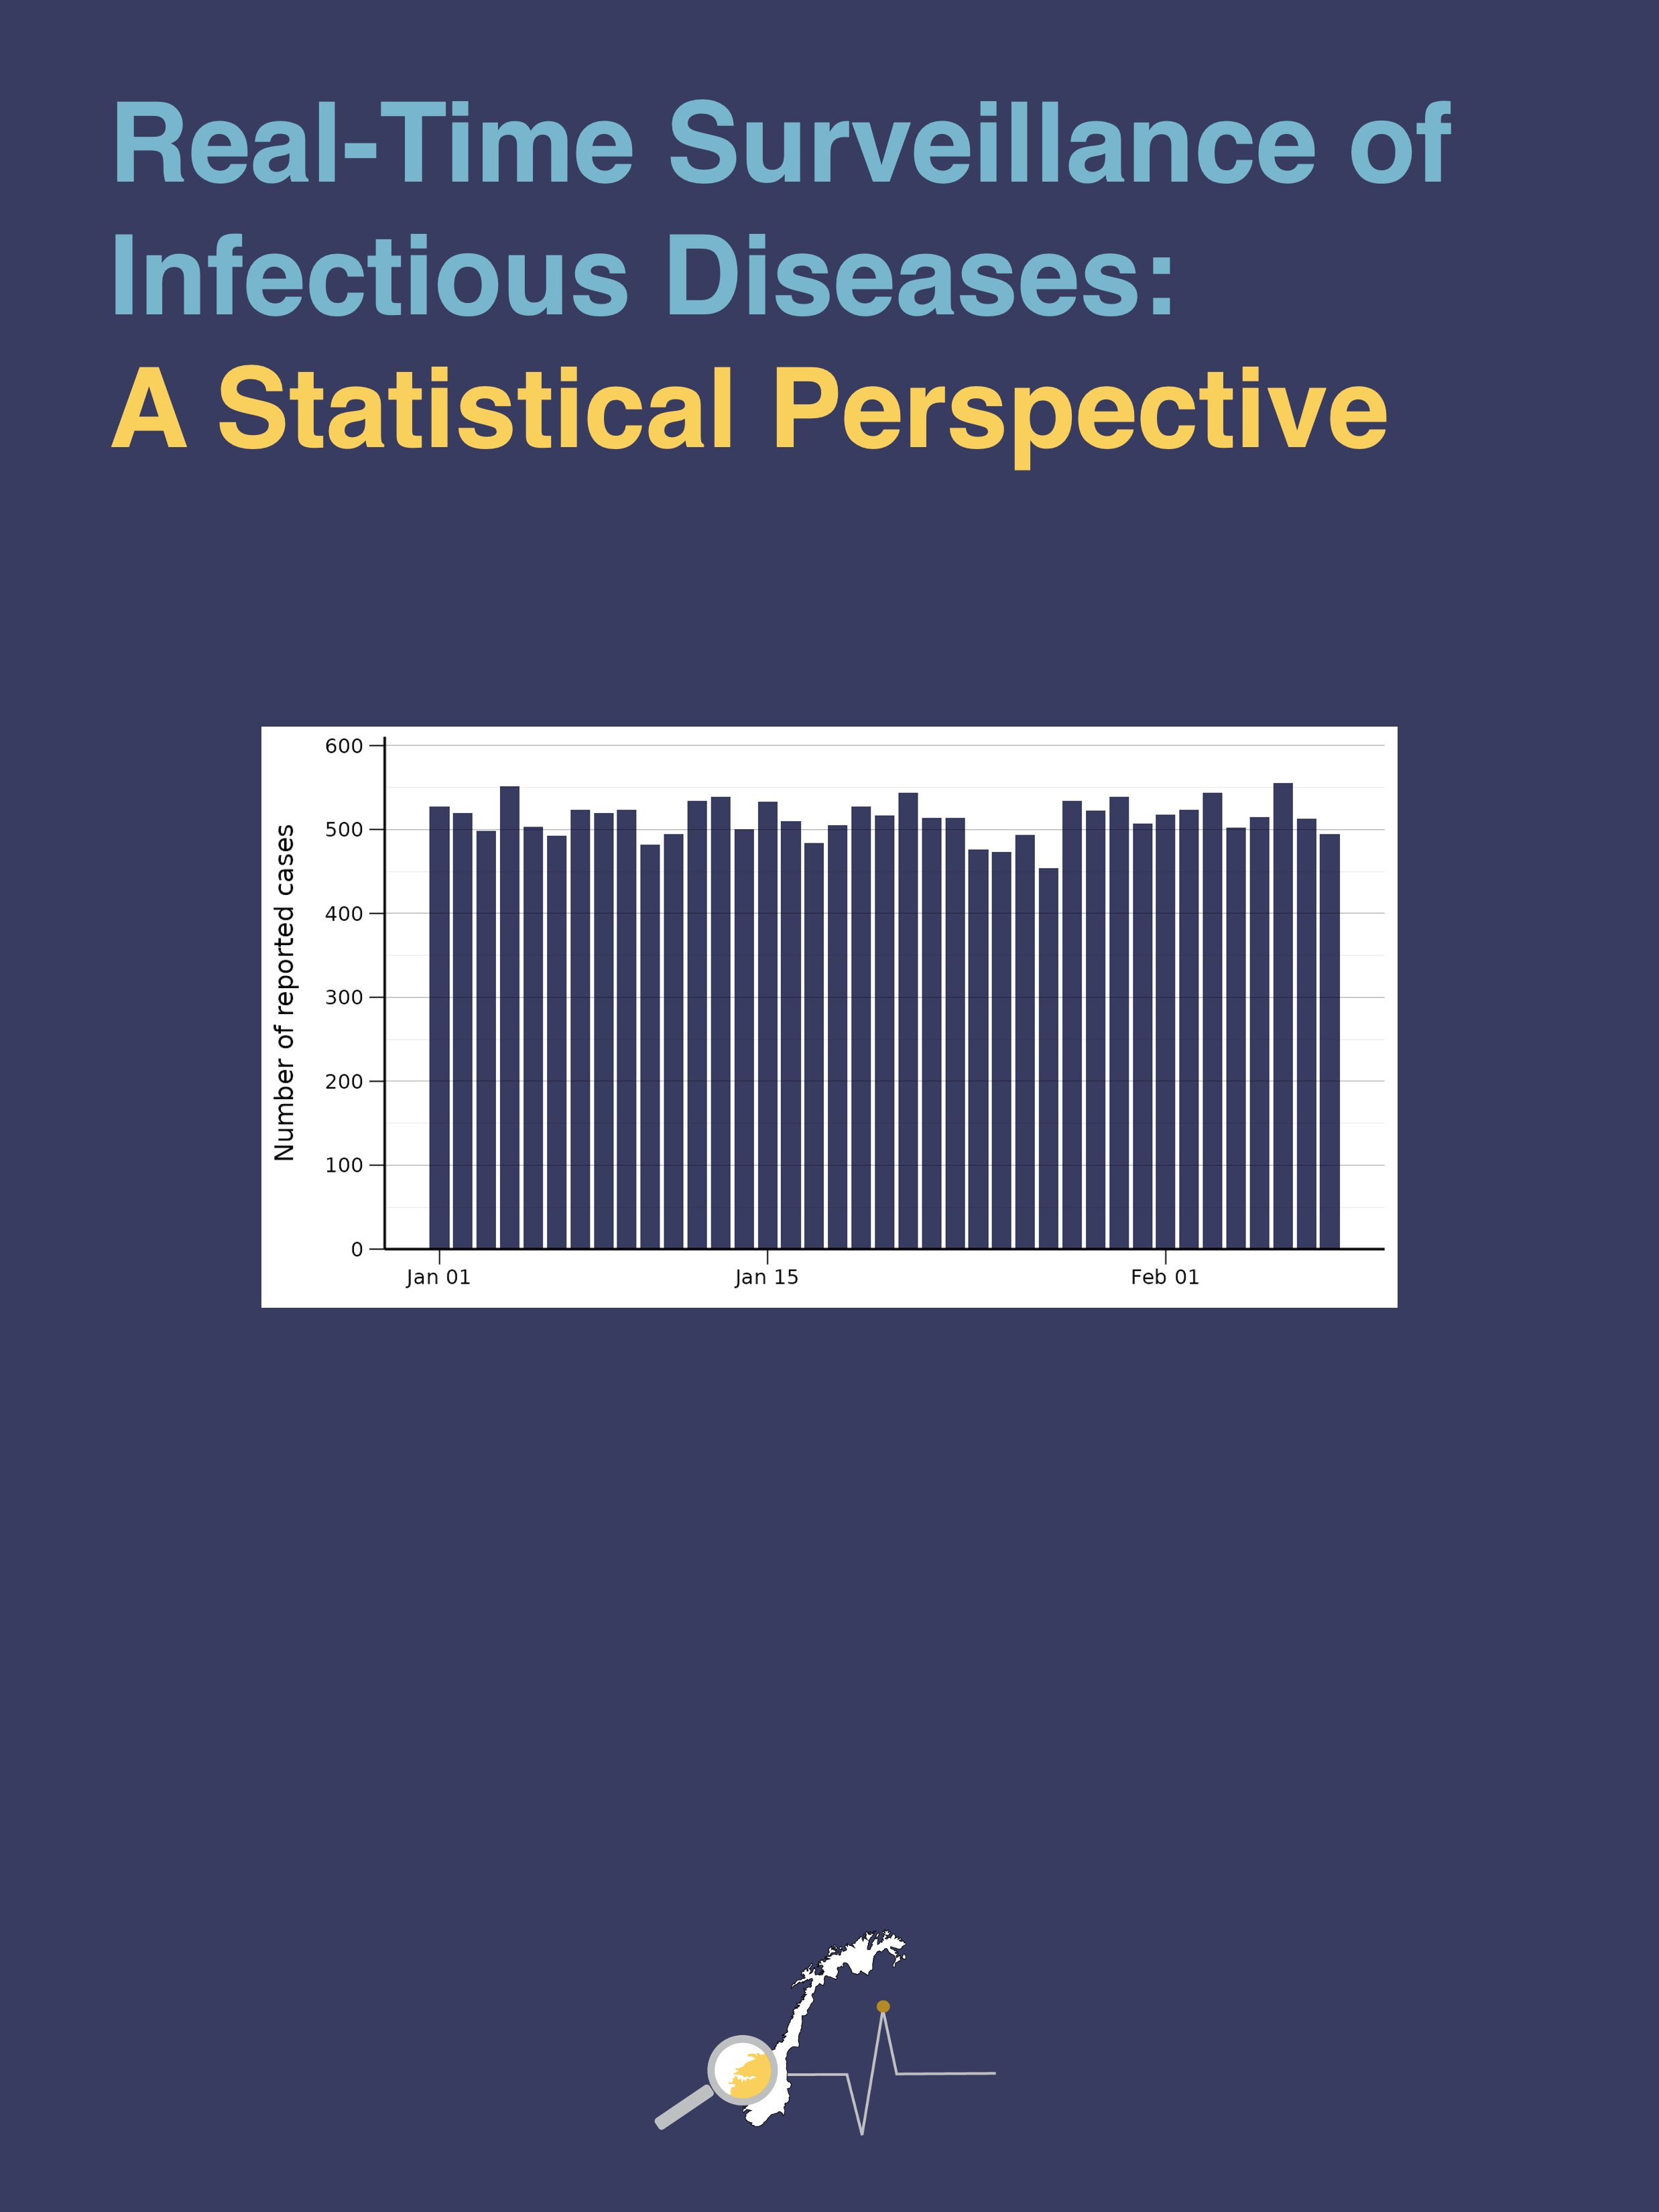 Real-Time Surveillance of
Infectious Diseases:
A Statistical Perspective
Number of reported cases
600
500
400
300
200
100
0
Jan 01 Jan 15 Feb 01